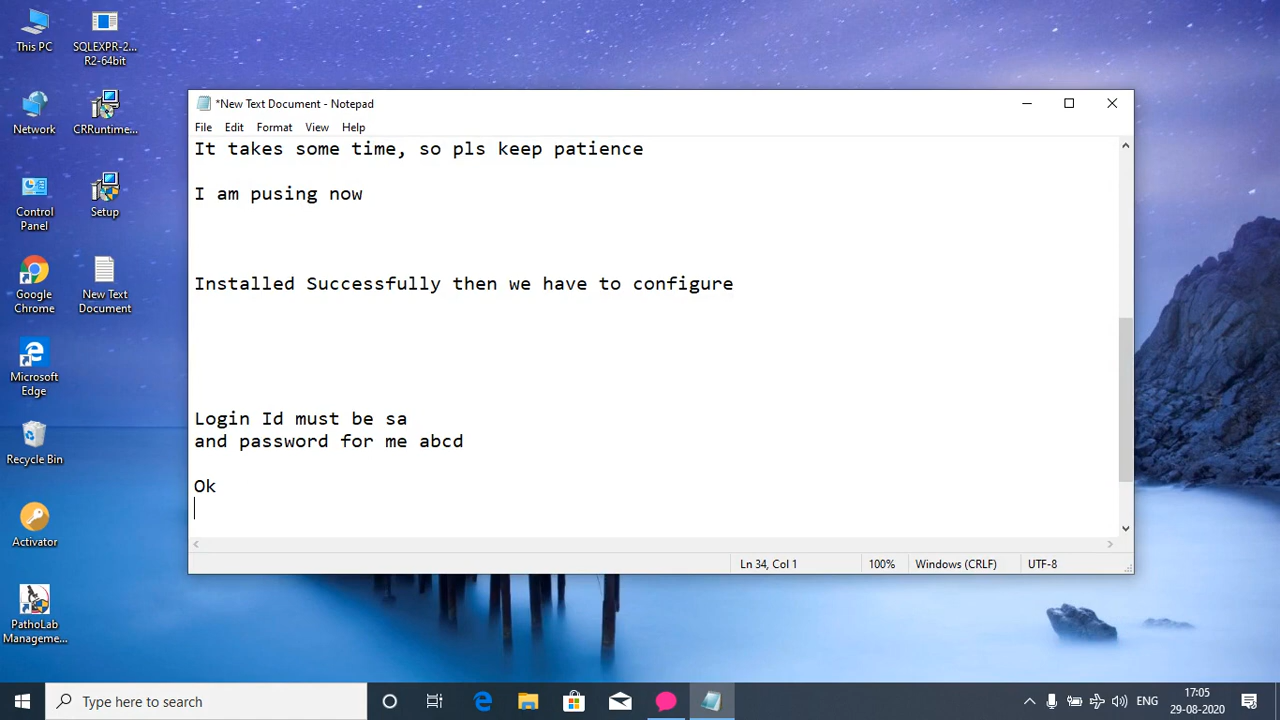 This PC
SQLEXPR-2...
R2-64bit
Network
CRRuntime...
Control
Panel
Setup
Google
Chrome
New Text
Document
Microsoft
Edge
Recycle Bin
Activator
PathoLab
Manageme...
*New Text Document - Notepad
File Edit Format View Help
It takes some time, so pls keep patience
I am pusing now
Installed Successfully then we have to configure
Login Id must be sa
and password for me abcd
Ok
Ln 34, Col 1 100% Windows (CRLF) UTF-8
Type here to search
ENG
17:05
29-08-2020